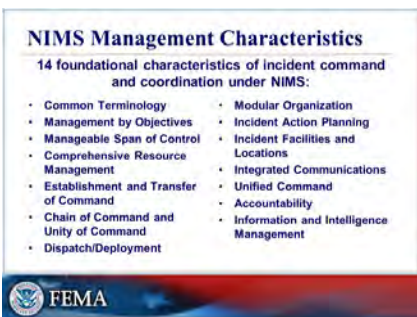 NIMS Management Characteristics
14 foundational characteristics of incident command
and coordination under NIMS:
• Common Terminology
• Management by Objectives
• Manageable Span of Control
• Comprehensive Resource
Management
• Establishment and Transfer
of Command
• Chain of Command and
Unity of Command
• Dispatch/Deployment
• Modular Organization
• Incident Action Planning
• Incident Facilities and
Locations
• Integrated Communications
• Unified Command
• Accountability
• Information and Intelligence
Management
FEMA